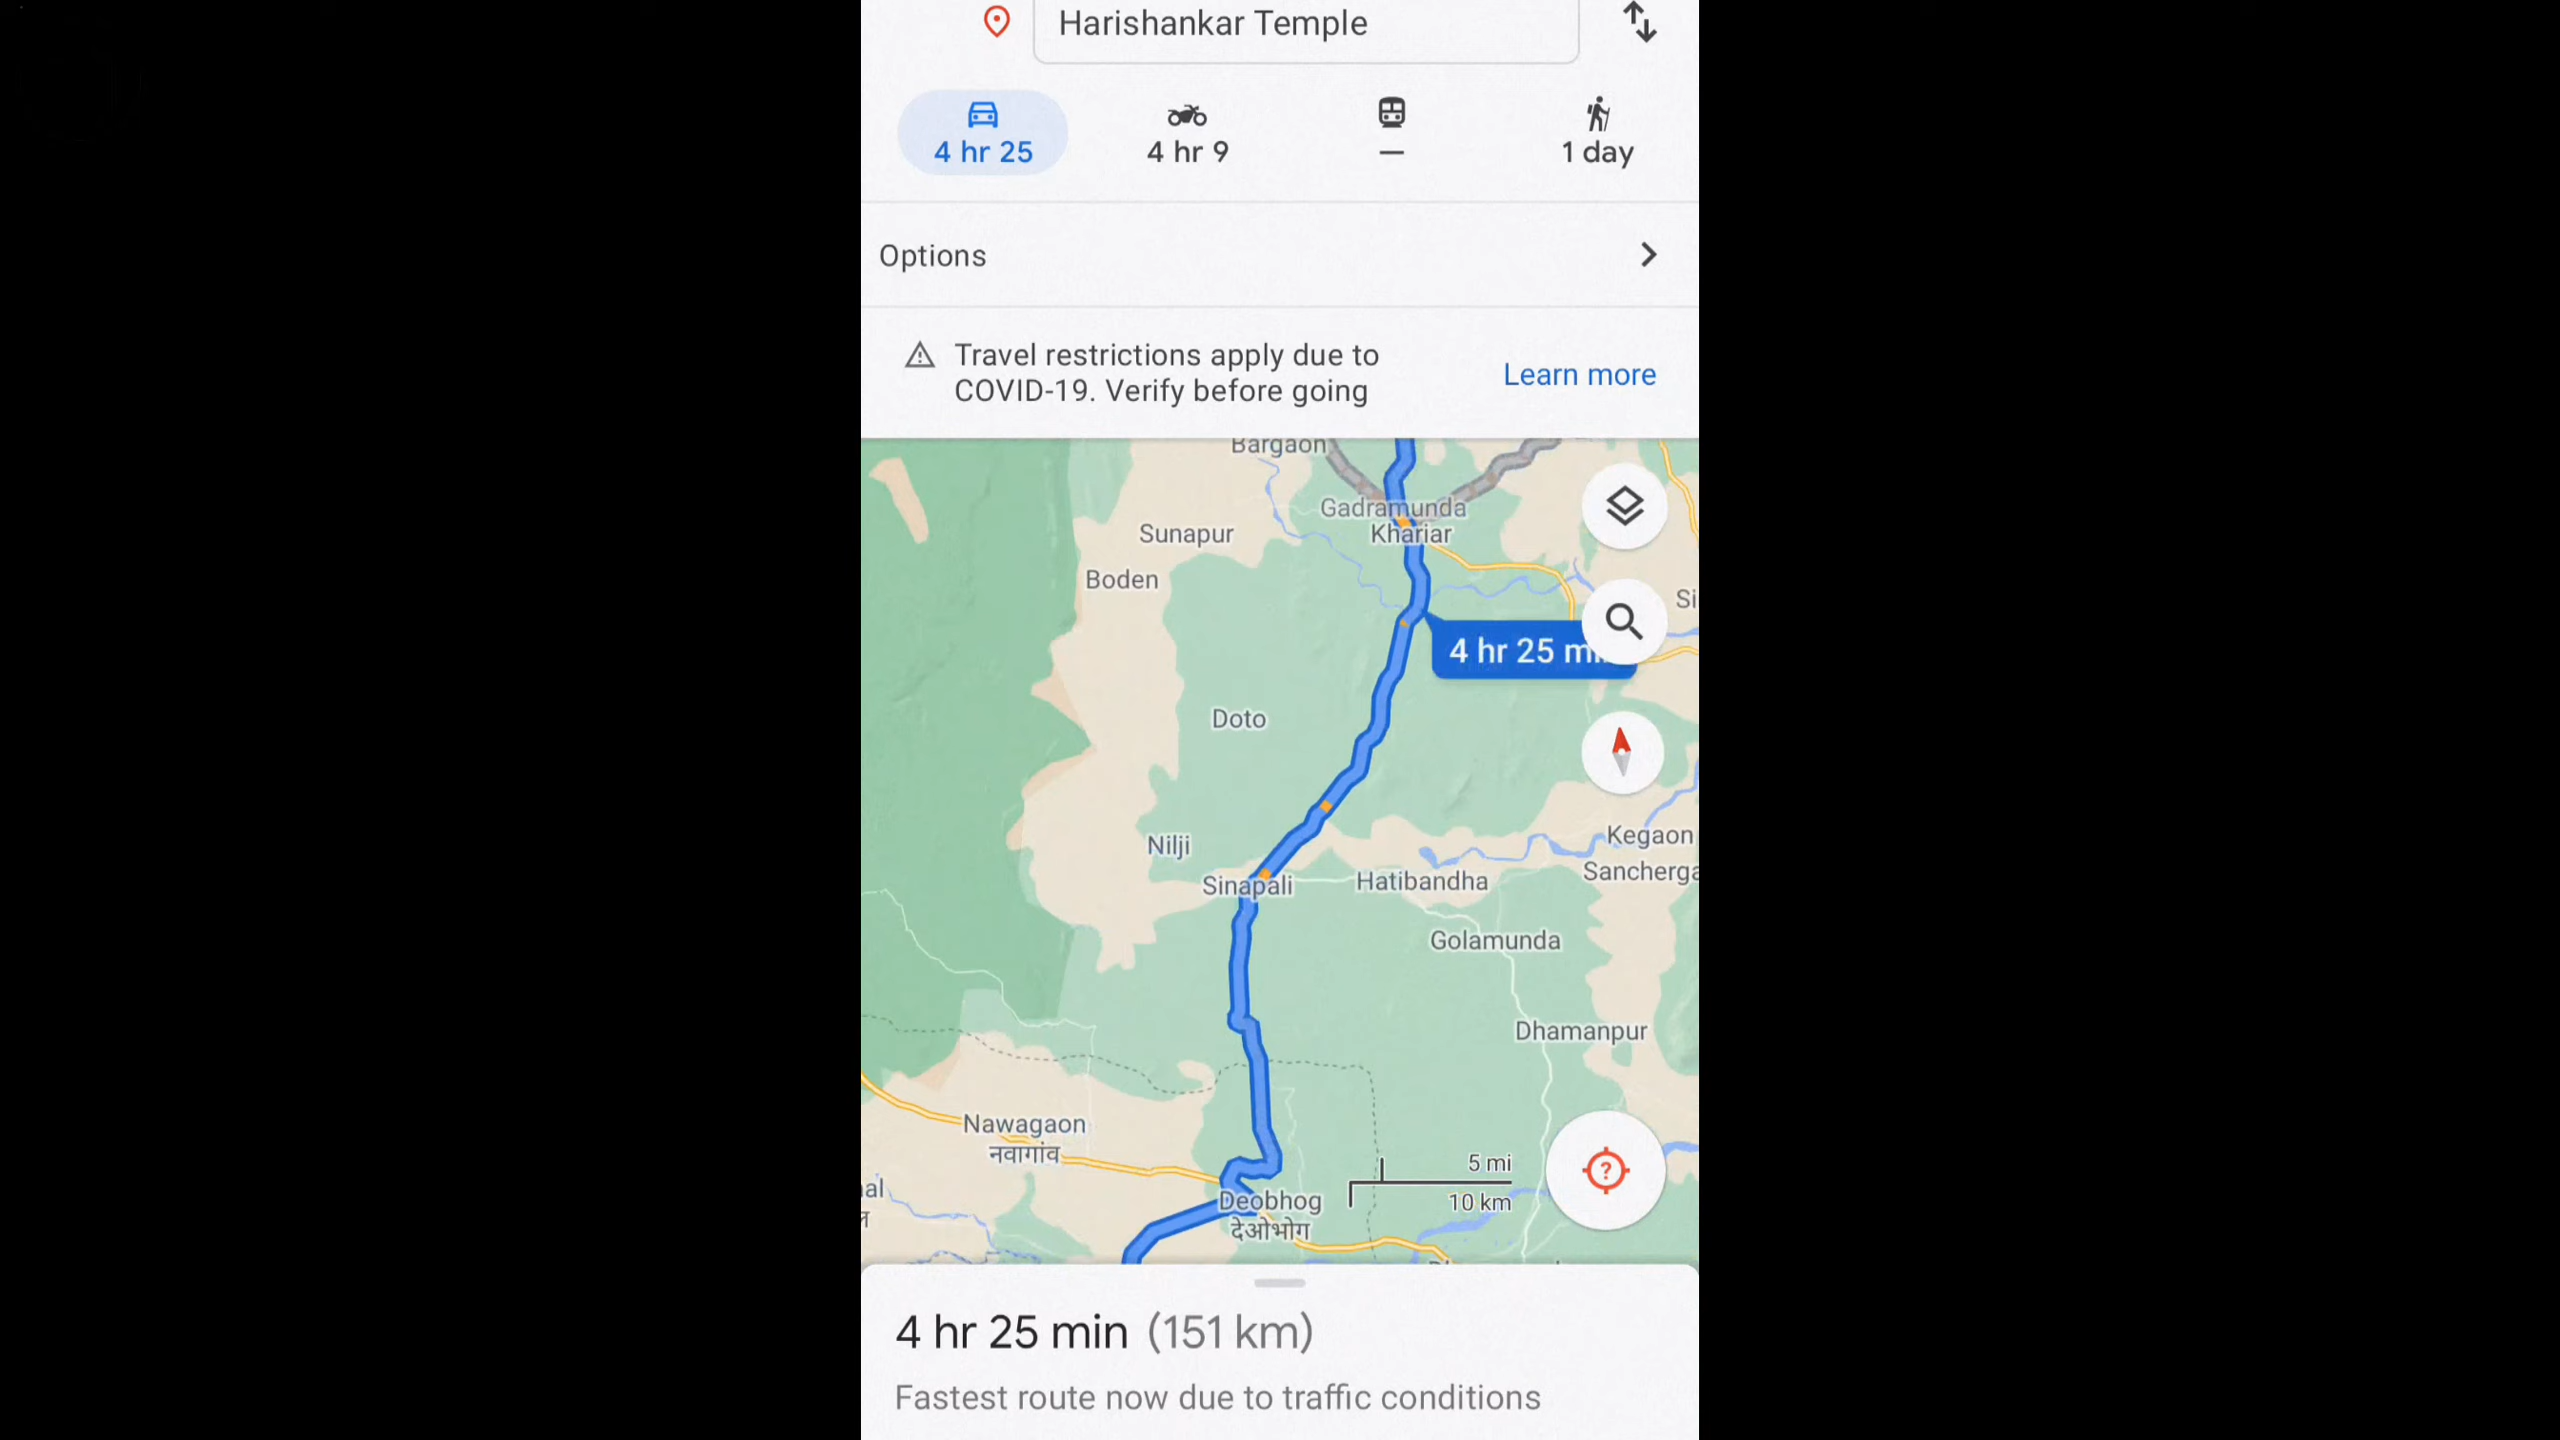 Harishankar Temple
4 hr 25
4 hr 9
—
1 day
Options
Travel restrictions apply due to
COVID-19. Verify before going
Learn more
Bargaon
Gadramunda
Khariar
Sunapur
Boden
Si
4 hr 25 m
Doto
Nilji
Kegaon
Sancherga
Sinapali
Hatibandha
Golamunda
Dhamanpur
Nawagaon
नवागांव
5 mi
10 km
?
al
Deobhog
देओभोग
4 hr 25 min (151 km)
Fastest route now due to traffic conditions